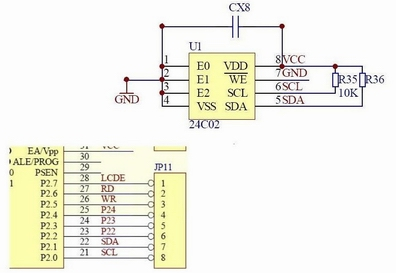 CX8
U1
1 E0 VDD 8 VCC
2 E1 WE 7 GND
3 E2 SCL 6 SCL
4 VSS SDA 5 SDA
R35 R36
10K
GND
24C02
EA/Vpp 31 VCC
ALE/PROG 30
PSEN 29
JP11
P2.7 28 LCDE 1
P2.6 27 RD 2
P2.5 26 WR 3
P2.4 25 P24 4
P2.3 24 P23 5
P2.2 23 P22 6
P2.1 22 SDA 7
P2.0 21 SCL 8